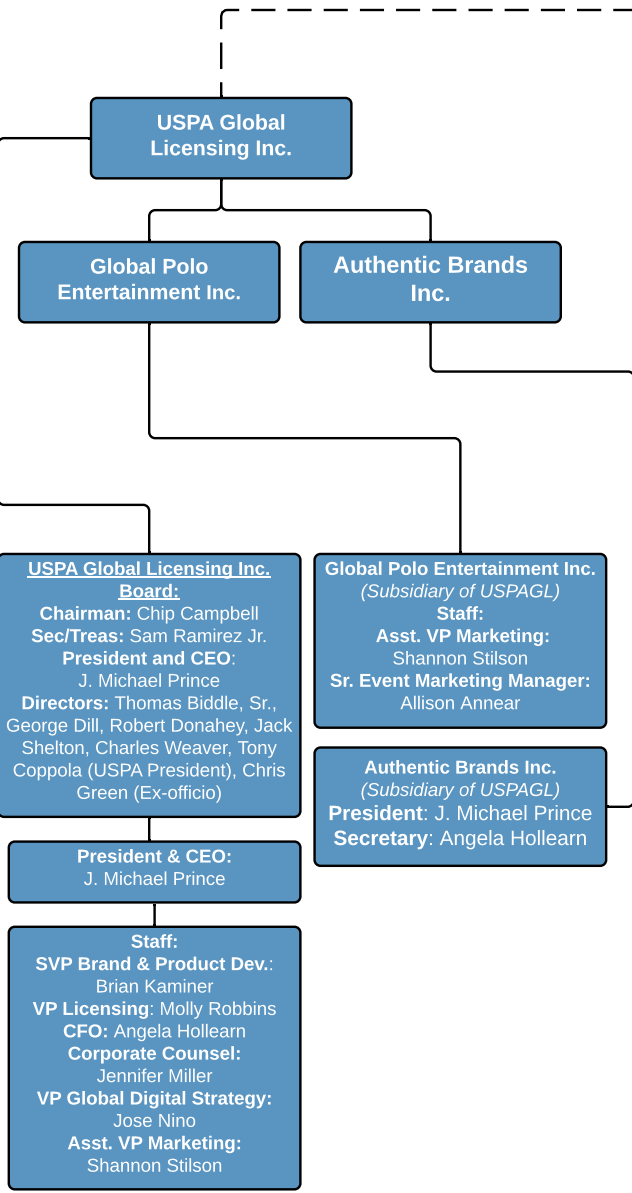 USPA Global
Licensing Inc.
Global Polo
Entertainment Inc.
Authentic Brands
Inc.
USPA Global Licensing Inc.
Board:
Chairman: Chip Campbell
Sec/Treas: Sam Ramirez Jr.
President and CEO:
J. Michael Prince
Directors: Thomas Biddle, Sr.,
George Dill, Robert Donahey, Jack
Shelton, Charles Weaver, Tony
Coppola (USPA President), Chris
Green (Ex-officio)
Global Polo Entertainment Inc.
(Subsidiary of USPAGL)
Staff:
Asst. VP Marketing:
Shannon Stilson
Sr. Event Marketing Manager:
Allison Annear
Authentic Brands Inc.
(Subsidiary of USPAGL)
President: J. Michael Prince
Secretary: Angela Hollearn
President & CEO:
J. Michael Prince
Staff:
SVP Brand & Product Dev.:
Brian Kaminer
VP Licensing: Molly Robbins
CFO: Angela Hollearn
Corporate Counsel:
Jennifer Miller
VP Global Digital Strategy:
Jose Nino
Asst. VP Marketing:
Shannon Stilson